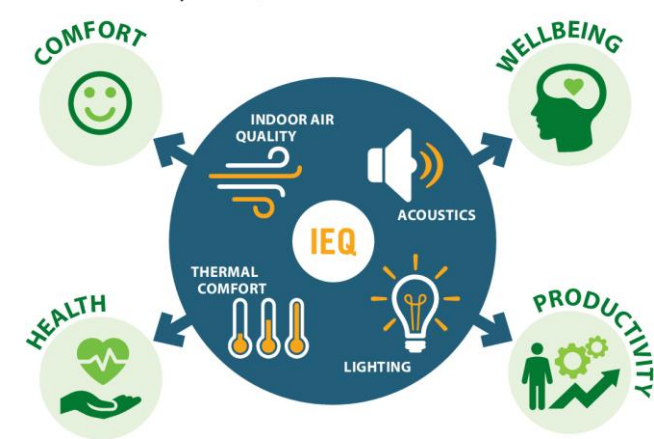 COMFORT
WELLBEING
INDOOR AIR
QUALITY
ACOUSTICS
IEQ
THERMAL
COMFORT
LIGHTING
HEALTH
PRODUCTIVITY